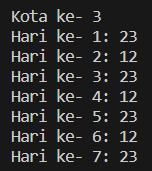 Kota ke- 3
Hari ke- 1: 23
Hari ke- 2: 12
Hari ke- 3: 23
Hari ke- 4: 12
Hari ke- 5: 23
Hari ke- 6: 12
Hari ke- 7: 23